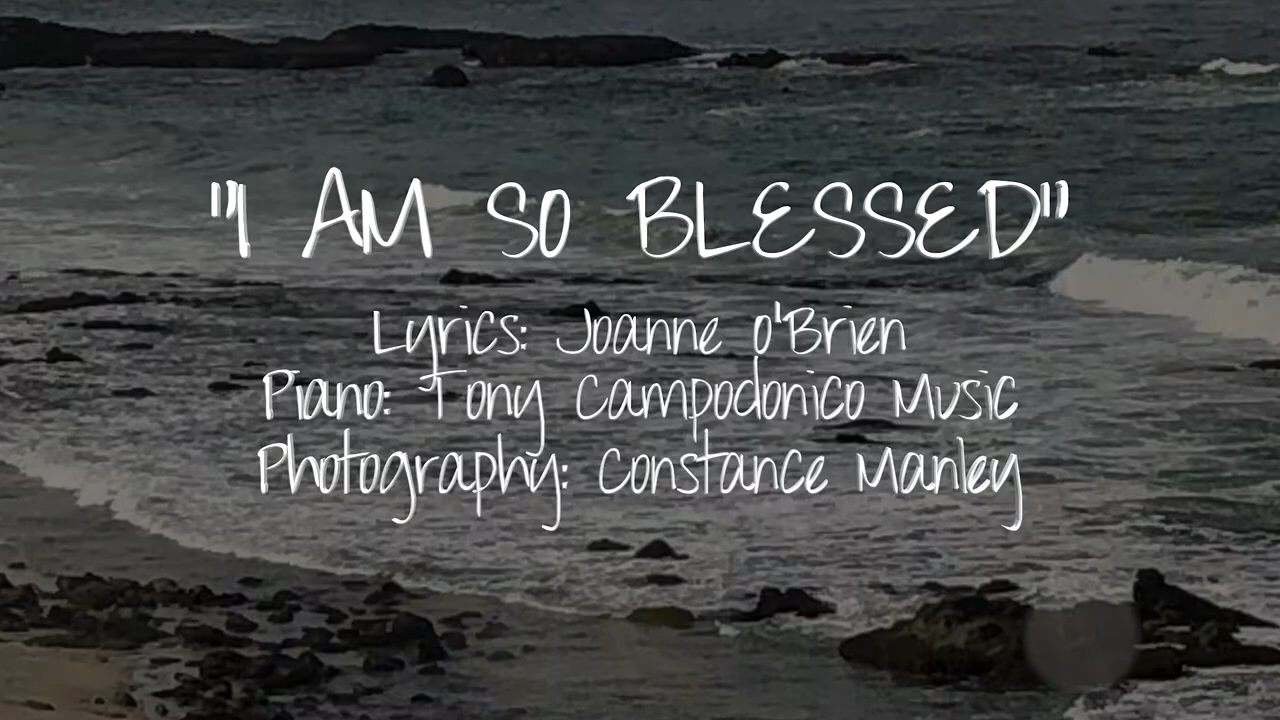 "I AM SO BLESSED"
Lyrics: Joanne O'Brien
Piano: Tony Campodonico Music
Photography: Constance Manley